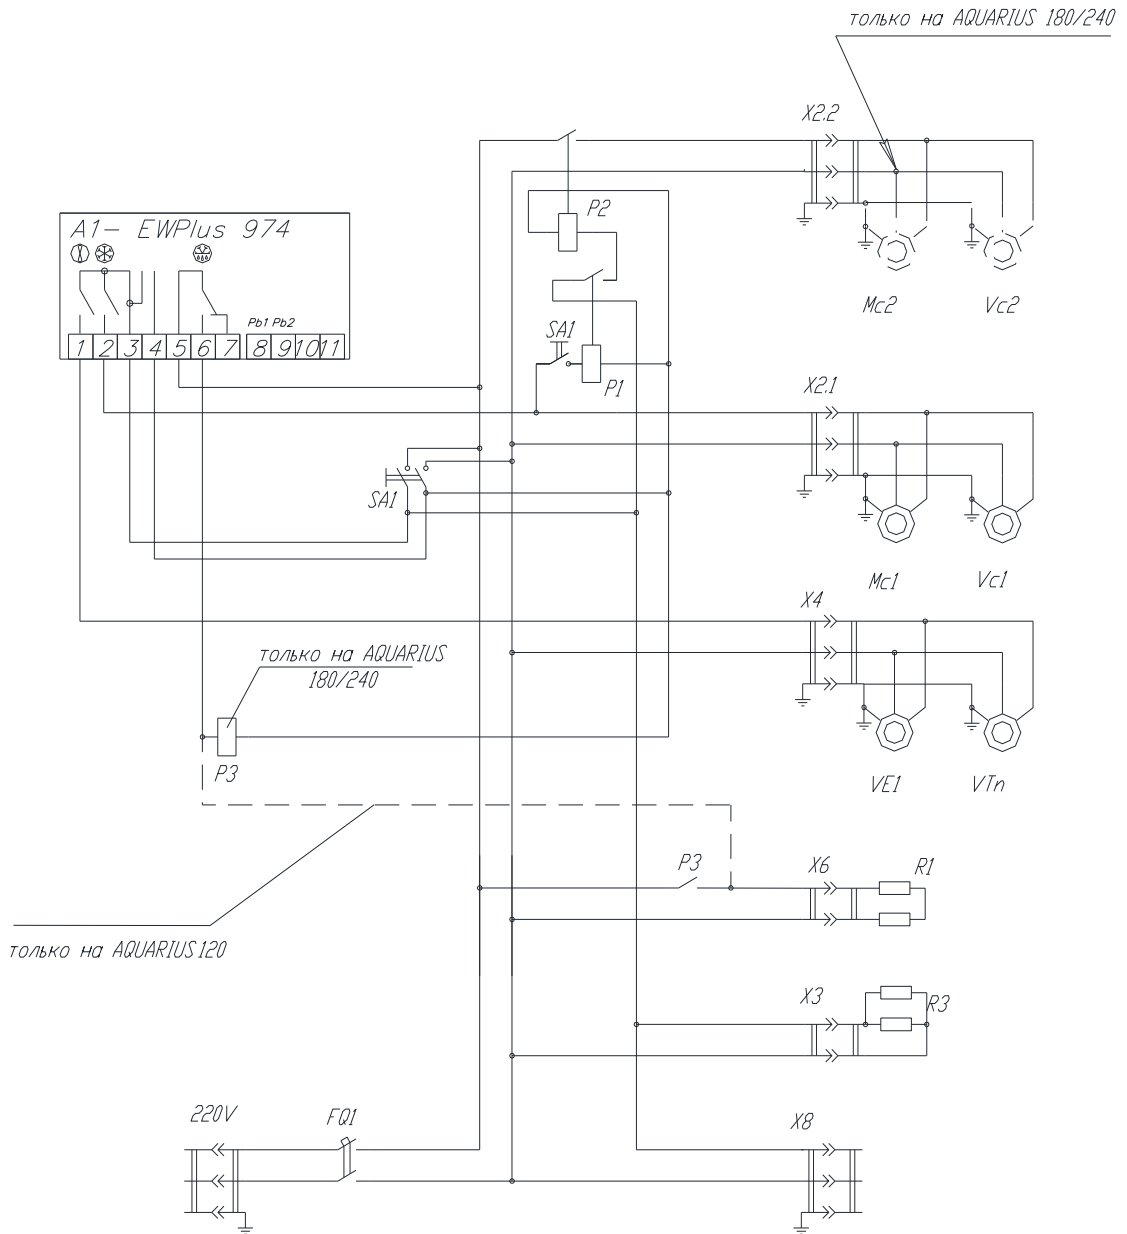 только на AQUARIUS 180/240
X2.2
A1- EWPlus 974
P2
Pb1 Pb2
1 2 3 4 5 6 7 8 9 10 11
Mc2
Vc2
SA1
P1
X2.1
SA1
Mc1
Vc1
X4
только на AQUARIUS
180/240
P3
VE1
VTn
P3
X6
R1
только на AQUARIUS 120
X3
R3
220V
FQ1
X8